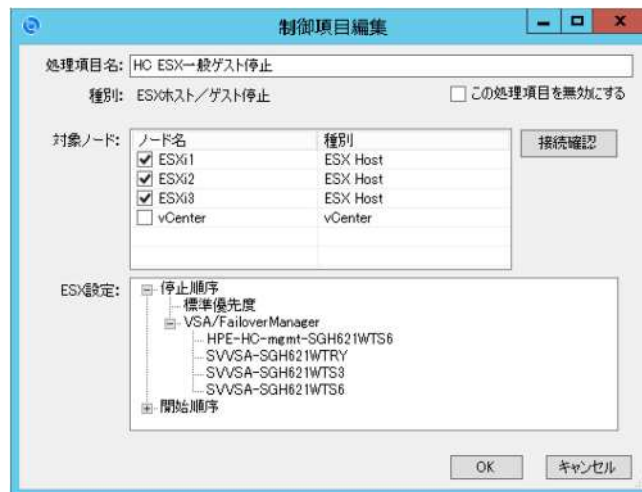 制御項目編集
処理項目名: HC ESX一般ゲスト停止
種別: ESXホスト／ゲスト停止 この処理項目を無効にする
対象ノード: ノード名 種別 接続確認
ESXi1 ESX Host
ESXi2 ESX Host
ESXi3 ESX Host
vCenter vCenter
ESX設定: 停止順序
標準優先度
VSA/FailoverManager
HPE-HC-mgmt-SGH621WTS6
SVVSA-SGH621WTRY
SVVSA-SGH621WTS3
SVVSA-SGH621WTS6
開始順序
OK キャンセル